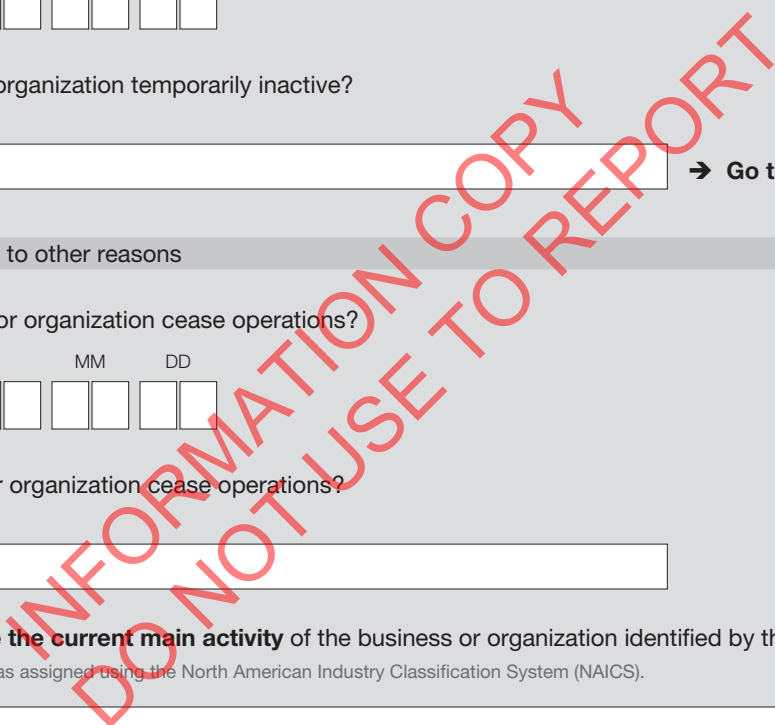 organization temporarily inactive?
➔ Go t
to other reasons
or organization cease operations?
MM DD
organization cease operations?
the current main activity of the business or organization identified by th
as assigned using the North American Industry Classification System (NAICS).
INFORMATION COPY
DO NOT USE TO REPORT